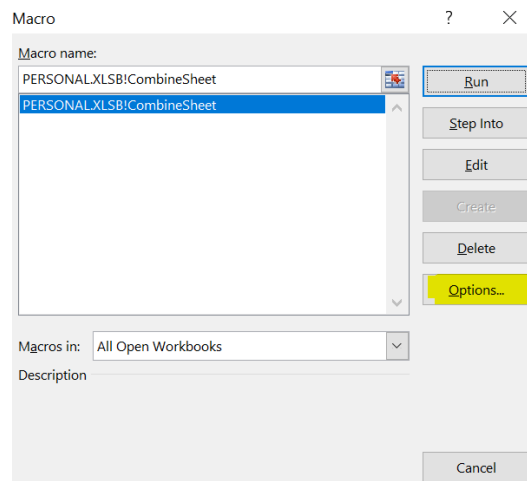 Macro
?
Macro name:
PERSONAL.XLSB!CombineSheet
PERSONAL.XLSB!CombineSheet
Run
Step Into
Edit
Create
Delete
Options...
Macros in:
All Open Workbooks
Description
Cancel